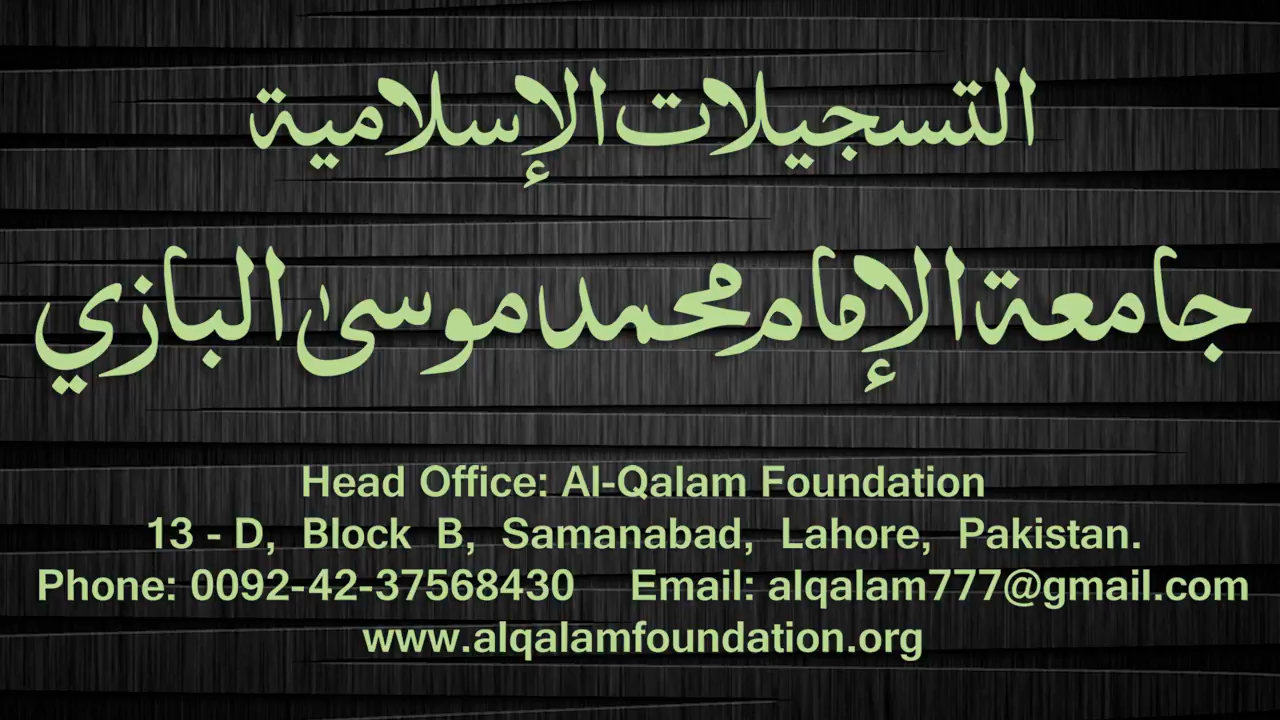 التسجيلات الإسلامية
جامعة الإمام محمد موسىٰ البازي
Head Office: Al-Qalam Foundation
13 - D, Block B, Samanabad, Lahore, Pakistan.
Phone: 0092-42-37568430 Email: alqalam777@gmail.com
www.alqalamfoundation.org